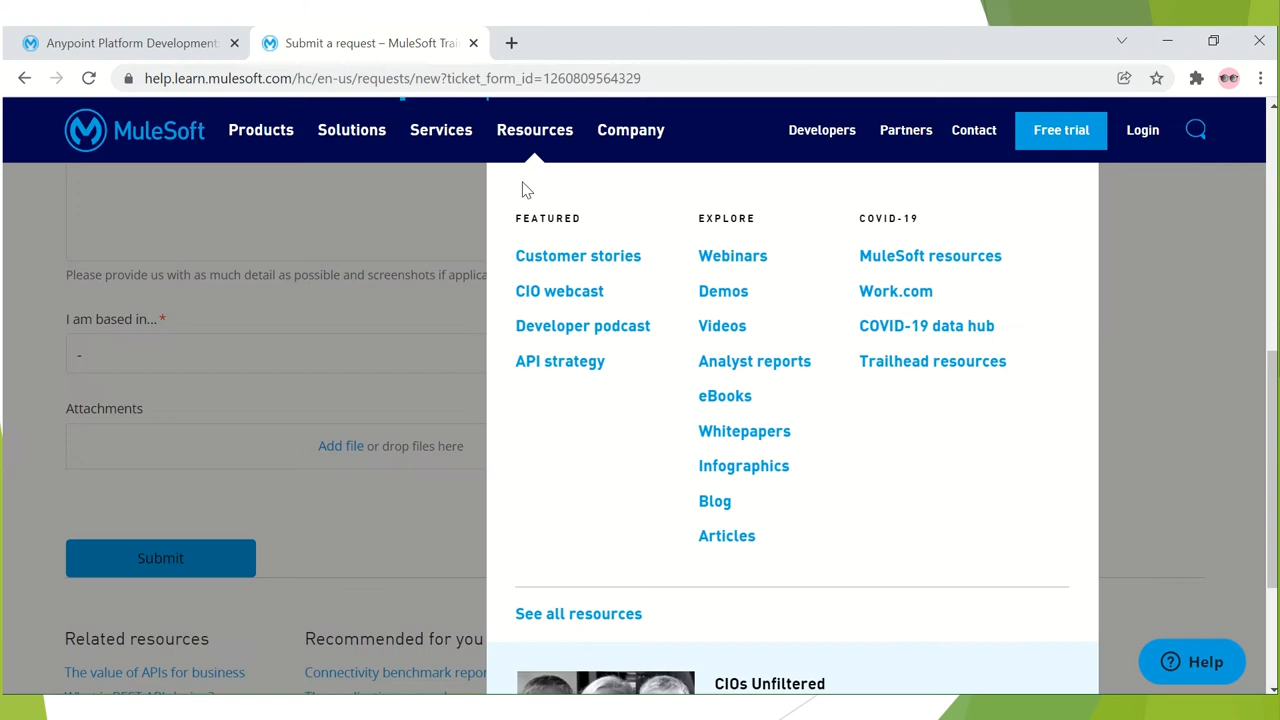 Anypoint Platform Development:
Submit a request – MuleSoft Trai
help.learn.mulesoft.com/hc/en-us/requests/new?ticket_form_id=1260809564329
MuleSoft
Products
Solutions
Services
Resources
Company
Developers
Partners
Contact
Free trial
Login
Please provide us with as much detail as possible and screenshots if applica
I am based in... *
-
Attachments
Add file or drop files here
Submit
FEATURED
Customer stories
CIO webcast
Developer podcast
API strategy
EXPLORE
Webinars
Demos
Videos
Analyst reports
eBooks
Whitepapers
Infographics
Blog
Articles
COVID-19
MuleSoft resources
Work.com
COVID-19 data hub
Trailhead resources
See all resources
CIOs Unfiltered
Related resources
The value of APIs for business
Recommended for you
Connectivity benchmark repor
Help